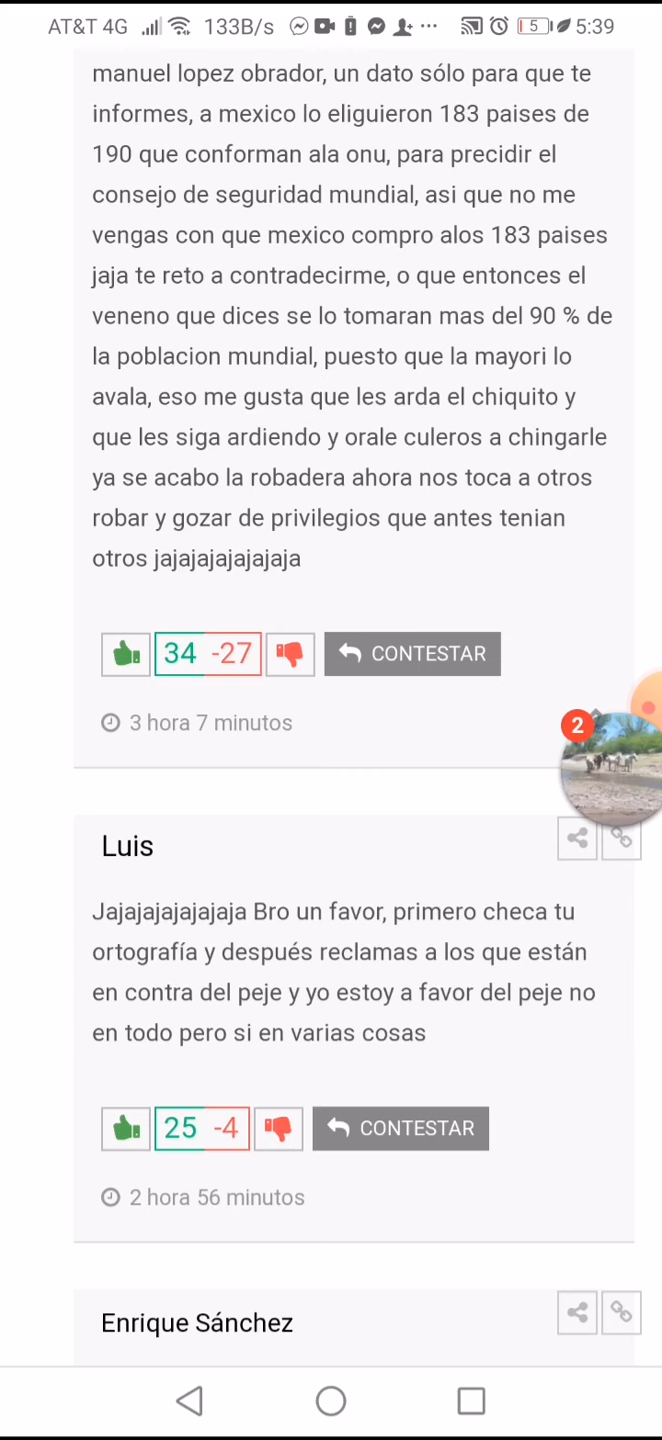 AT&T 4G 133B/s ... 5 5:39
manuel lopez obrador, un dato sólo para que te
informes, a mexico lo eliguieron 183 paises de
190 que conforman ala onu, para precidir el
consejo de seguridad mundial, asi que no me
vengas con que mexico compro alos 183 paises
jaja te reto a contradecirme, o que entonces el
veneno que dices se lo tomaran mas del 90 % de
la poblacion mundial, puesto que la mayori lo
avala, eso me gusta que les arda el chiquito y
que les siga ardiendo y orale culeros a chingarle
ya se acabo la robadera ahora nos toca a otros
robar y gozar de privilegios que antes tenian
otros jajajajajajajaja
34 -27 CONTESTAR
3 hora 7 minutos
2
Luis
Jajajajajajajaja Bro un favor, primero checa tu
ortografía y después reclamas a los que están
en contra del peje y yo estoy a favor del peje no
en todo pero si en varias cosas
25 -4 CONTESTAR
2 hora 56 minutos
Enrique Sánchez